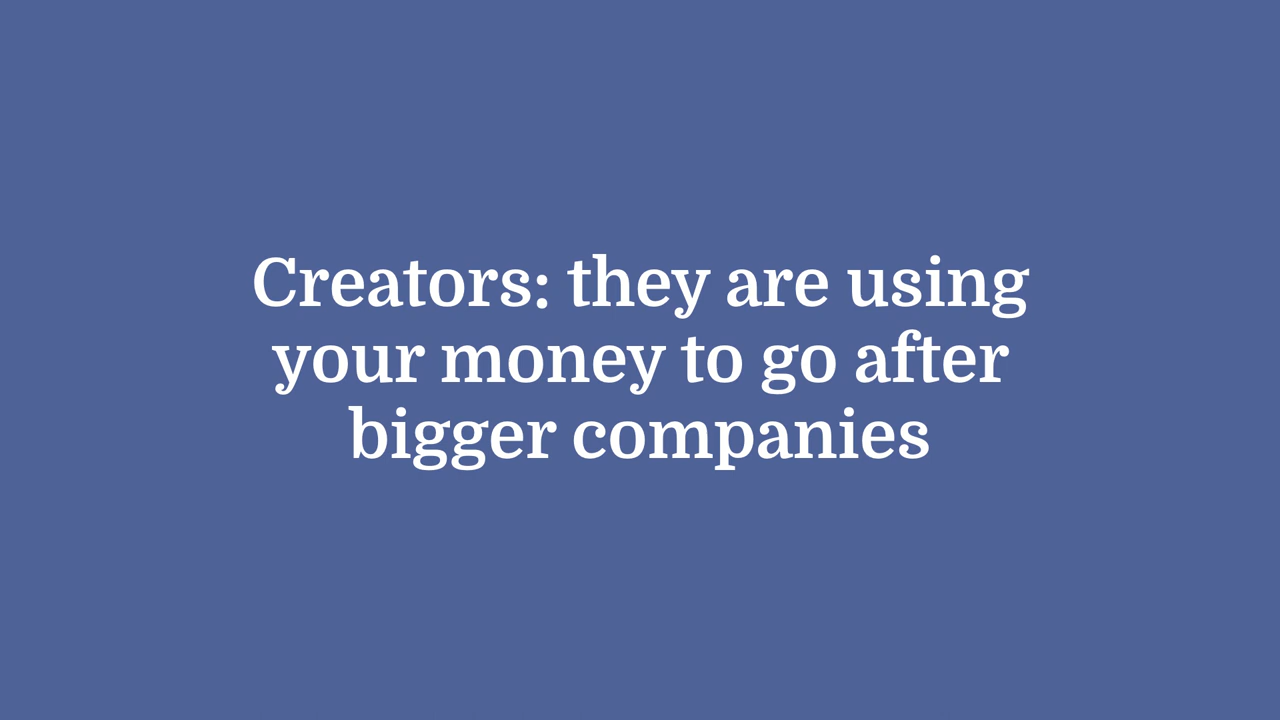 Creators: they are using
your money to go after
bigger companies